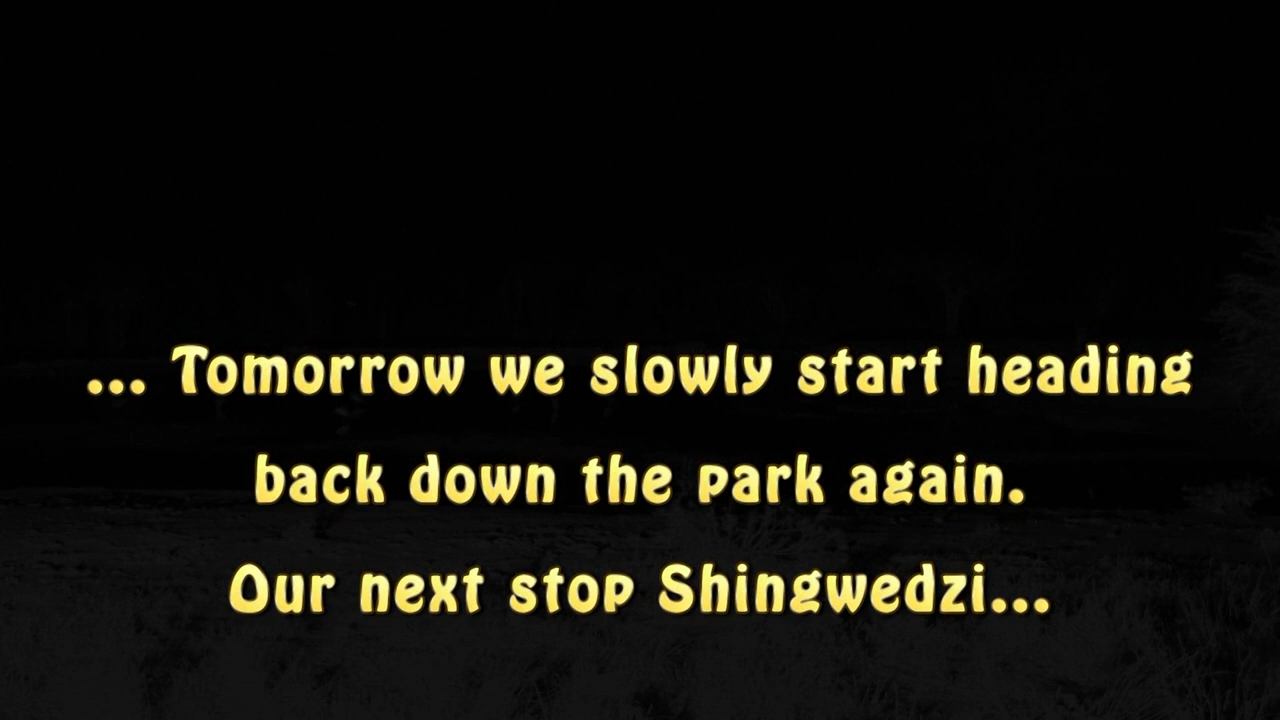 ... Tomorrow we slowly start heading
back down the park again.
Our next stop Shingwedzi...